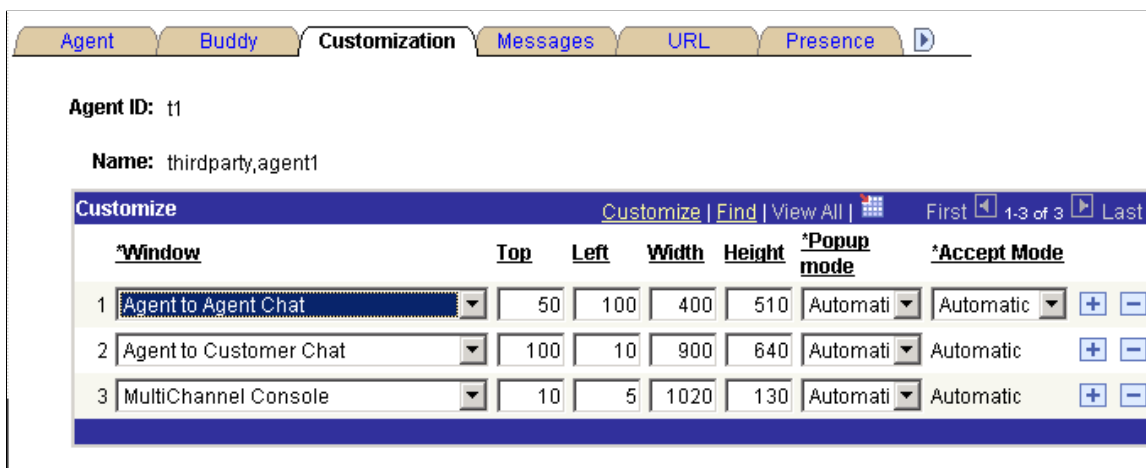 Agent Buddy Customization Messages URL Presence
Agent ID: t1
Name: thirdparty,agent1
Customize Customize | Find | View All | First 1-3 of 3 Last
*Window Top Left Width Height *Popup mode *Accept Mode
1 Agent to Agent Chat 50 100 400 510 Automati Automatic
2 Agent to Customer Chat 100 10 900 640 Automati Automatic
3 MultiChannel Console 10 5 1020 130 Automati Automatic